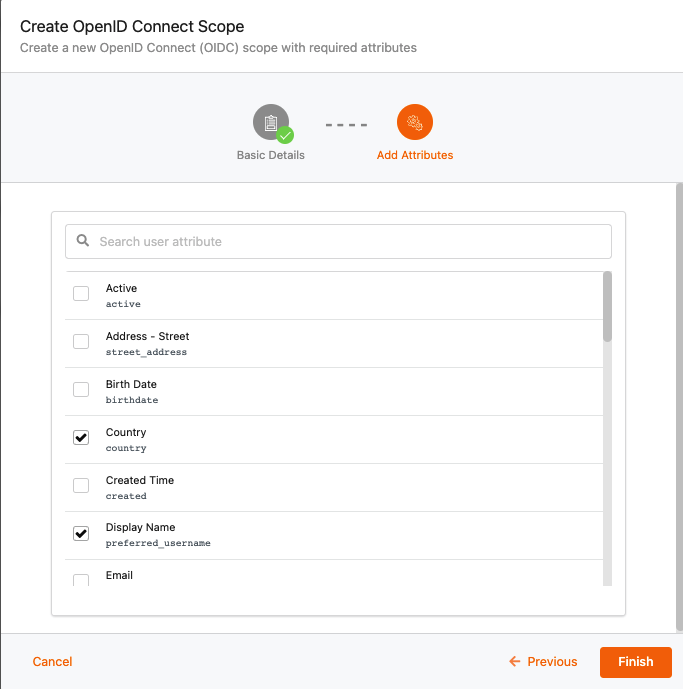 Create OpenID Connect Scope
Create a new OpenID Connect (OIDC) scope with required attributes
Basic Details
Add Attributes
Search user attribute
Active
active
Address - Street
street_address
Birth Date
birthdate
Country
country
Created Time
created
Display Name
preferred_username
Email
Cancel
Previous
Finish